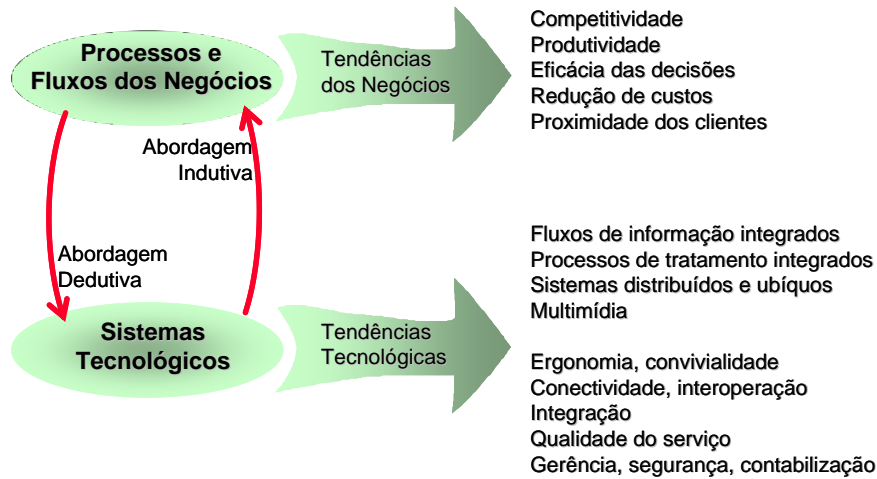 Processos e
Fluxos dos Negócios
Tendências
dos Negócios
Competitividade
Produtividade
Eficácia das decisões
Redução de custos
Proximidade dos clientes
Abordagem
Indutiva
Abordagem
Dedutiva
Sistemas
Tecnológicos
Tendências
Tecnológicas
Fluxos de informação integrados
Processos de tratamento integrados
Sistemas distribuídos e ubíquos
Multimídia
Ergonomia, convivialidade
Conectividade, interoperação
Integração
Qualidade do serviço
Gerência, segurança, contabilização